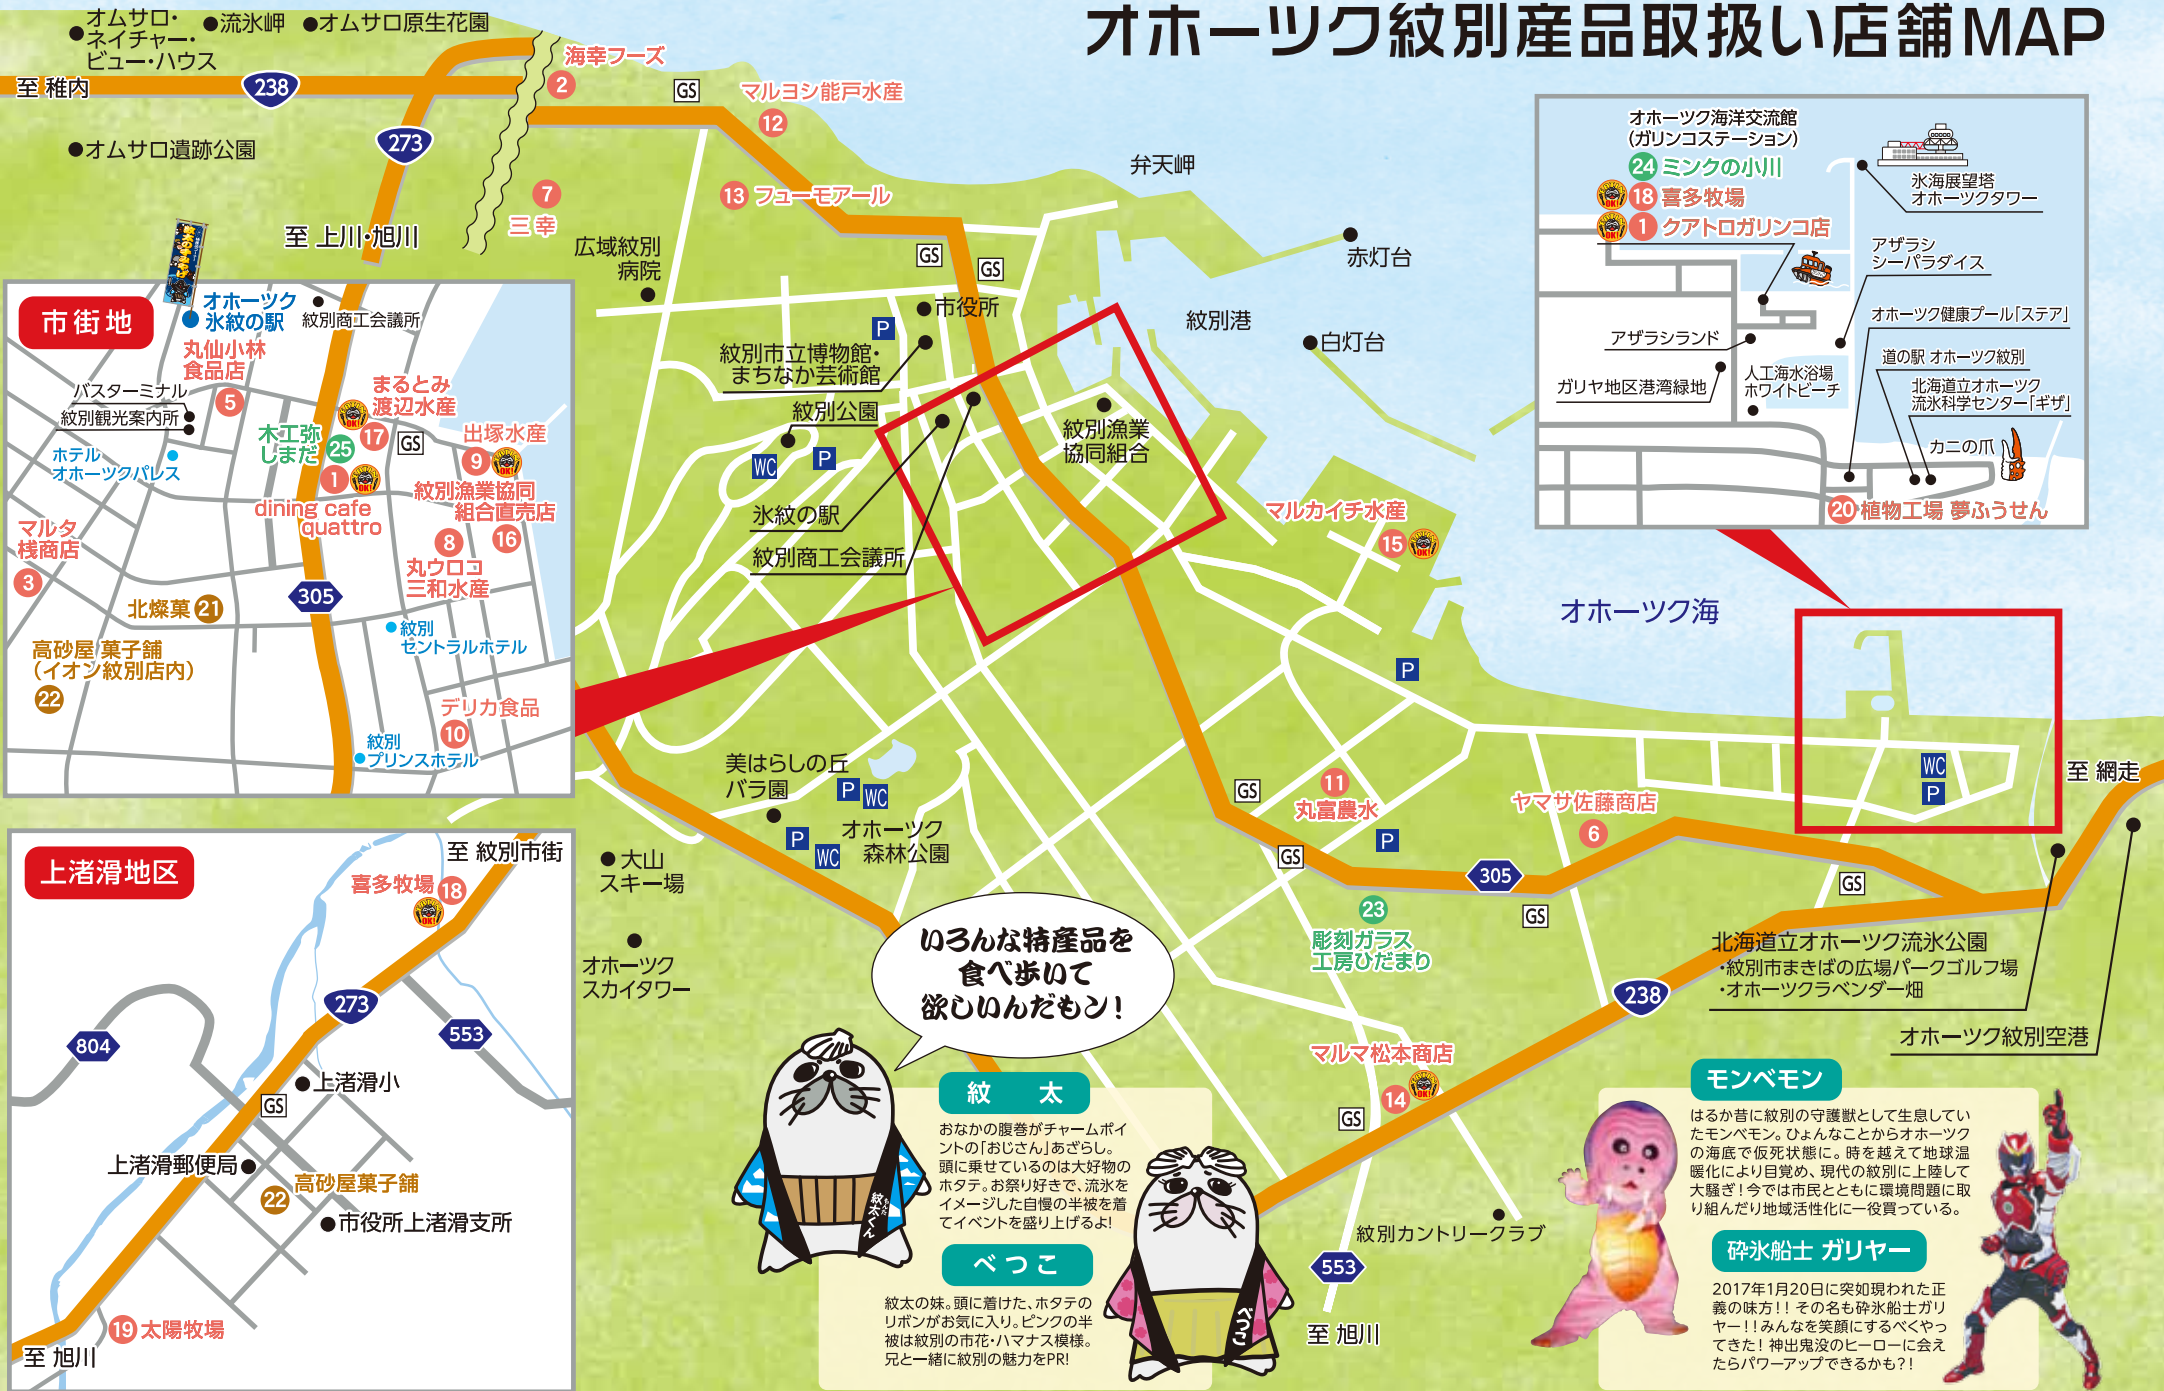 オホーツク紋別産品取扱い店舗MAP
オムサロ・
ネイチャー・
ビュー・ハウス
流氷岬
オムサロ原生花園
至 稚内
238
273
オムサロ遺跡公園
至 上川・旭川
海幸フーズ
2
GS
マルヨシ能戸水産
12
7
三幸
13 フューモアール
弁天岬
広域紋別
病院
GS
GS
赤灯台
市役所
P
紋別港
白灯台
紋別市立博物館・
まちなか芸術館
紋別公園
WC
P
紋別漁業
協同組合
氷紋の駅
紋別商工会議所
マルカイチ水産
15
OK!
オホーツク海
P
オホーツク海洋交流館
(ガリンコステーション)
24 ミンクの小川
OK!
18 喜多牧場
OK!
1 クアトロガリンコ店
氷海展望塔
オホーツクタワー
アザラシ
シーパラダイス
オホーツク健康プール「ステア」
アザラシランド
道の駅 オホーツク紋別
ガリヤ地区港湾緑地
人工海水浴場
ホワイトビーチ
北海道立オホーツク
流氷科学センター「ギザ」
カニの爪
20 植物工場 夢ふうせん
市街地
オホーツク
氷紋の駅
紋別商工会議所
丸仙小林
食品店
5
バスターミナル
紋別観光案内所
まるとみ
渡辺水産
OK!
17
GS
木工弥
しまだ
25
出塚水産
9
OK!
ホテル
オホーツクパレス
1
OK!
dining cafe
quattro
紋別漁業協同
組合直売店
16
マルタ
桟商店
3
8
丸ウロコ
三和水産
305
北燦菓 21
紋別
セントラルホテル
高砂屋 菓子舗
(イオン紋別店内)
22
デリカ食品
10
紋別
プリンスホテル
美はらしの丘
バラ園
P
WC
P
WC
オホーツク
森林公園
大山
スキー場
オホーツク
スカイタワー
GS
11
丸富農水
P
GS
ヤマサ佐藤商店
6
305
GS
23
彫刻ガラス
工房ひだまり
WC
P
至 網走
GS
238
北海道立オホーツク流氷公園
・紋別市まきばの広場パークゴルフ場
・オホーツクラベンダー畑
オホーツク紋別空港
マルマ松本商店
14
OK!
GS
紋別カントリークラブ
553
至 旭川
上渚滑地区
至 紋別市街
喜多牧場 18
OK!
273
804
553
上渚滑小
GS
上渚滑郵便局
高砂屋菓子舗
22
市役所上渚滑支所
19 太陽牧場
至 旭川
いろんな特産品を
食べ歩いて
欲しいんだもン!
紋太くん
紋 太
おなかの腹巻がチャームポイ
ントの「おじさん」あざらし。
頭に乗せているのは大好物の
ホタテ。お祭り好きで、流氷を
イメージした自慢の半被を着
てイベントを盛り上げるよ!
べつこ
紋太の妹。頭に着けた、ホタテの
リボンがお気に入り。ピンクの半
被は紋別の市花・ハマナス模様。
兄と一緒に紋別の魅力をPR!
べつこ
モンベモン
はるか昔に紋別の守護獣として生息してい
たモンベモン。ひょんなことからオホーツク
の海底で仮死状態に。時を越えて地球温
暖化により目覚め、現代の紋別に上陸して
大騒ぎ!今では市民とともに環境問題に取
り組んだり地域活性化に一役買っている。
砕氷船士 ガリヤー
2017年1月20日に突如現われた正
義の味方!! その名も砕氷船士ガリ
ヤー!!みんなを笑顔にするべくやっ
てきた! 神出鬼没のヒーローに会え
たらパワーアップできるかも?!